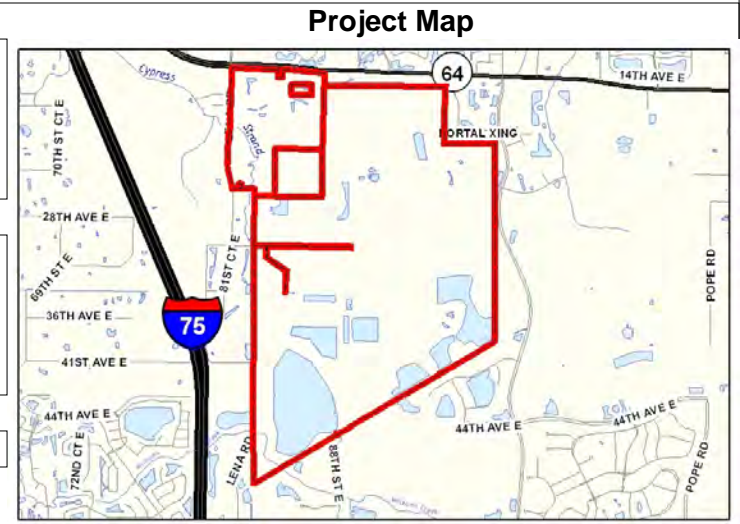 Project Map
Cypress
Strand
64
14TH AVE E
PORTAL XING
70TH ST CT E
28TH AVE E
69TH ST E
81ST CT E
POPE RD
36TH AVE E
75
41ST AVE E
44TH AVE E
72ND CT E
LENA RD
88TH ST E
44TH AVE E
44TH AVE E
POPE RD